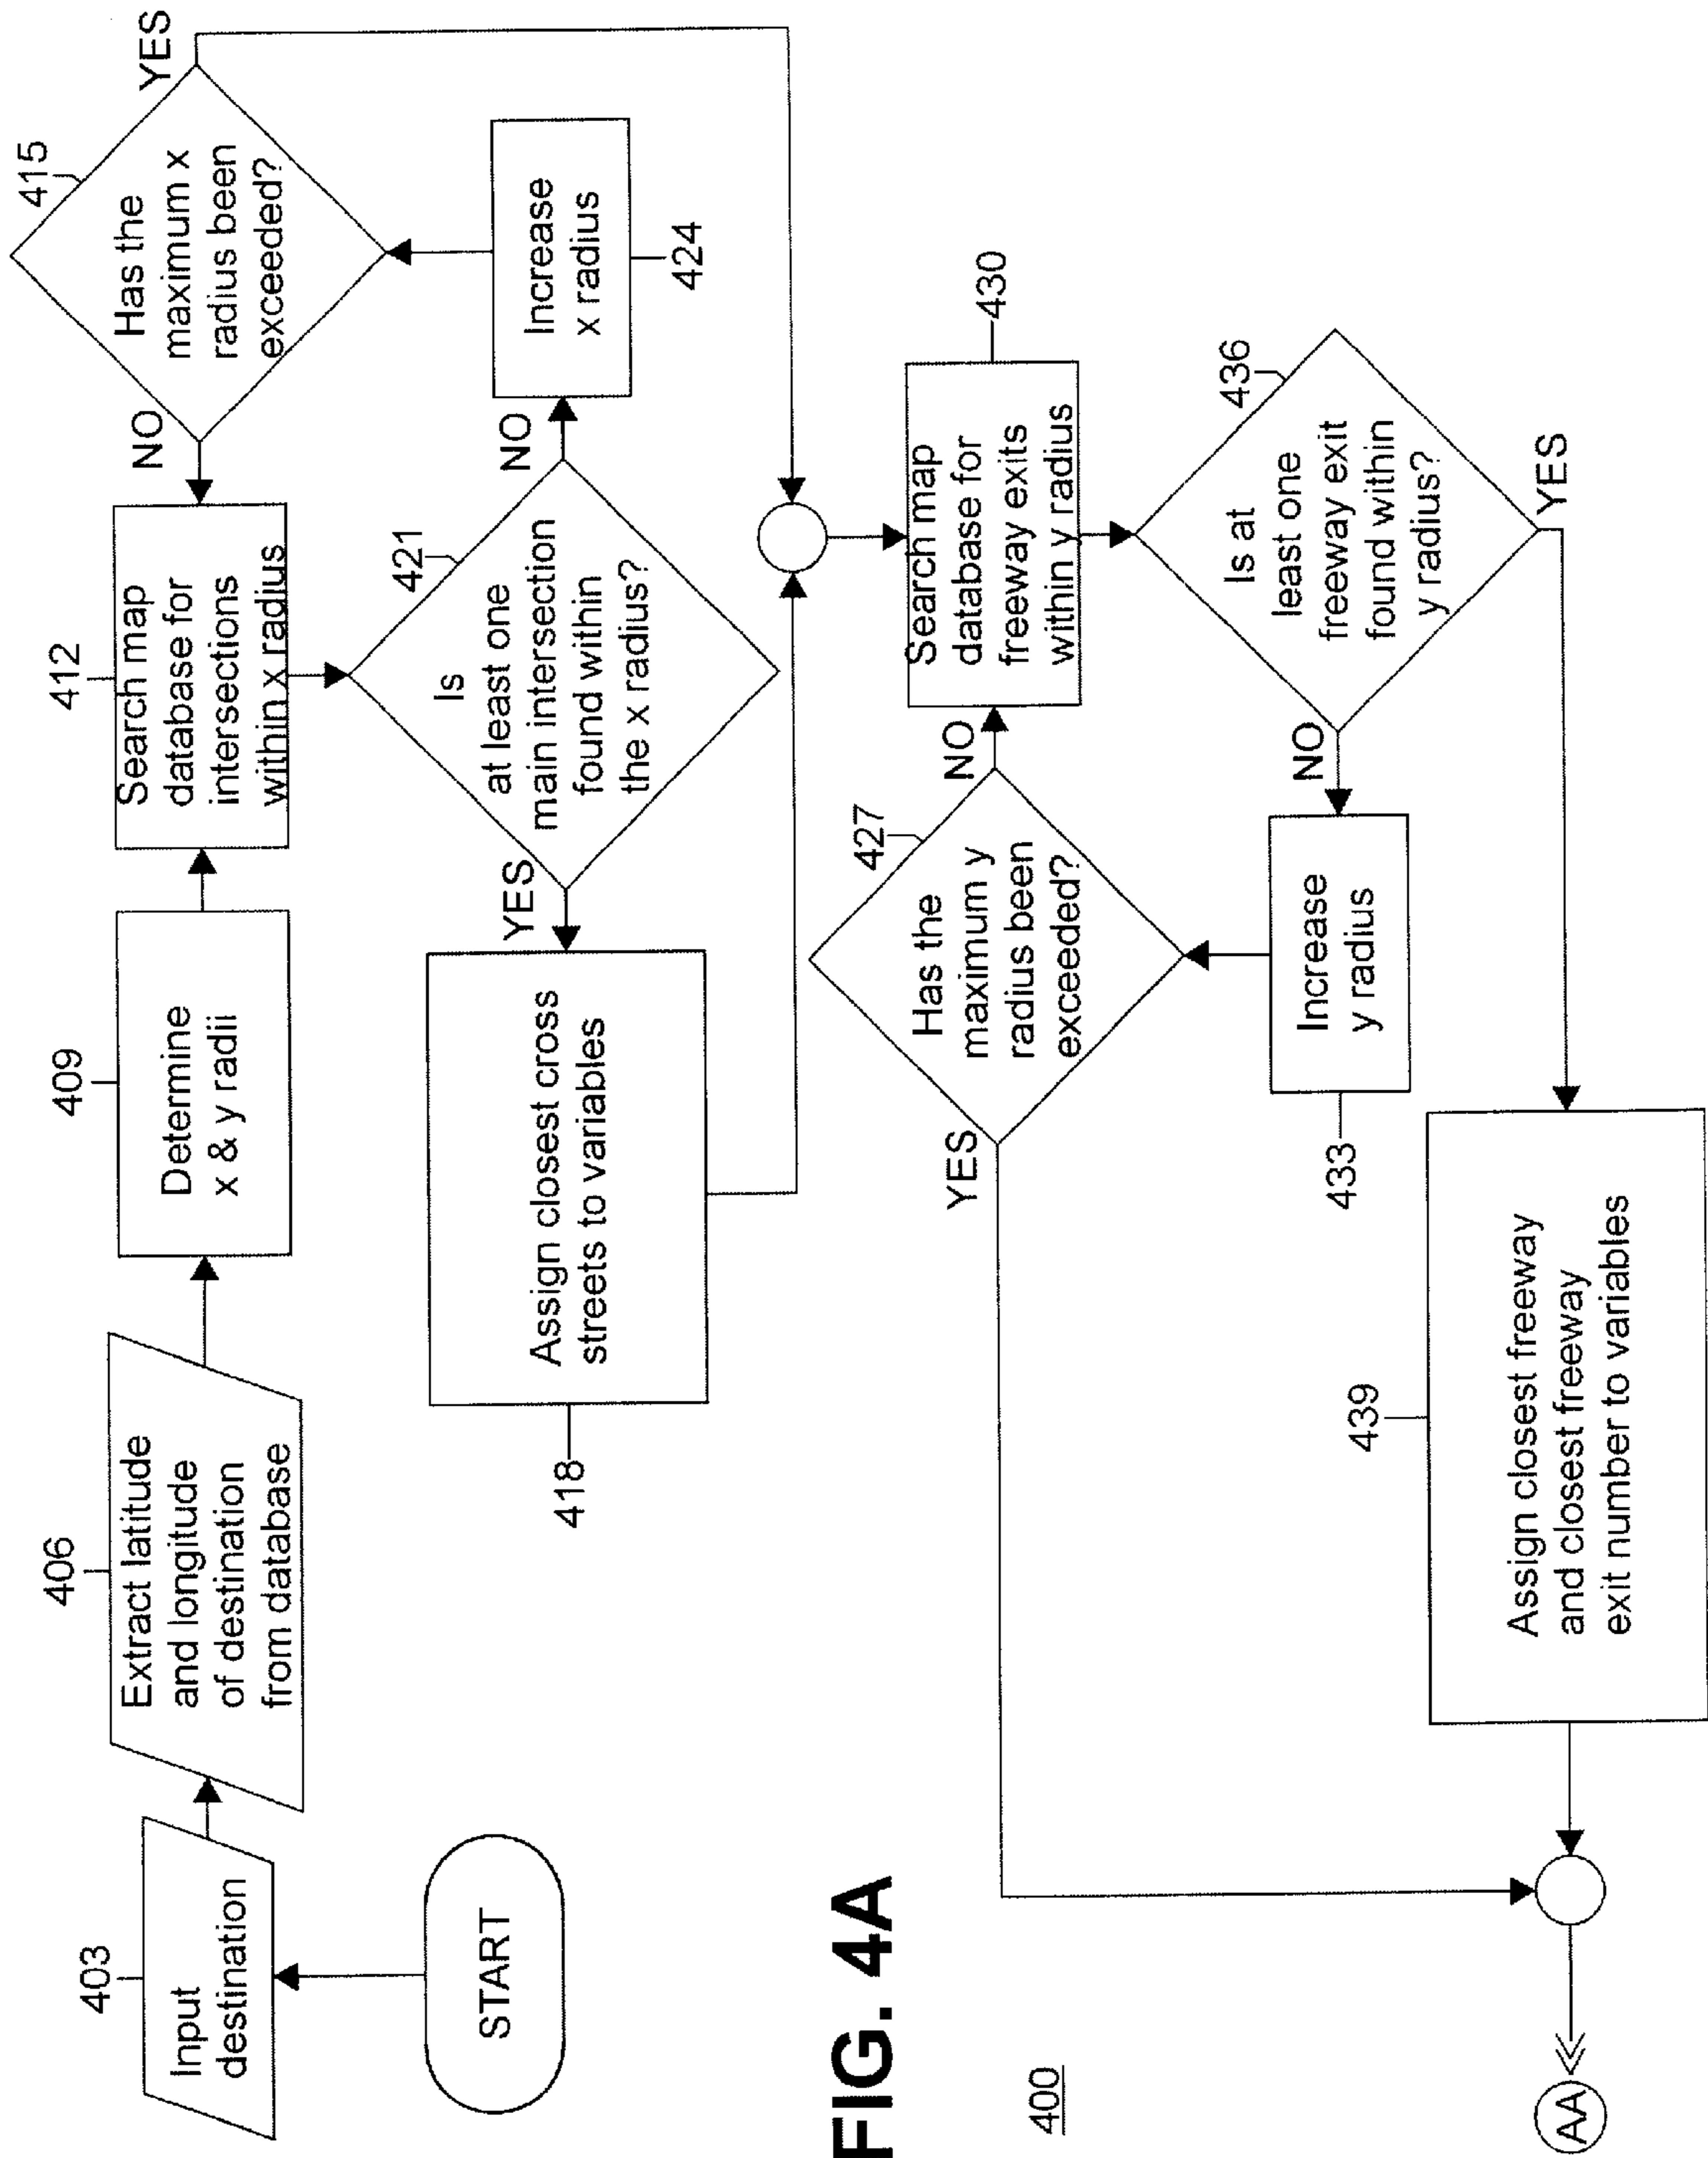 START
403
Input
destination
406
Extract latitude
and longitude
of destination
from database
409
Determine
x & y radii
412
Search map
database for
intersections
within x radius
421
Is
at least one
main intersection
found within
the x radius?
NO
YES
Increase
x radius
424
415
Has the
maximum x
radius been
exceeded?
NO
YES
Assign closest cross
streets to variables
418
Search map
database for
freeway exits
within y radius
430
436
Is at
least one
freeway exit
found within
y radius?
NO
YES
Increase
y radius
433
427
Has the
maximum y
radius been
exceeded?
NO
YES
439
Assign closest freeway
and closest freeway
exit number to variables
AA
FIG. 4A
400